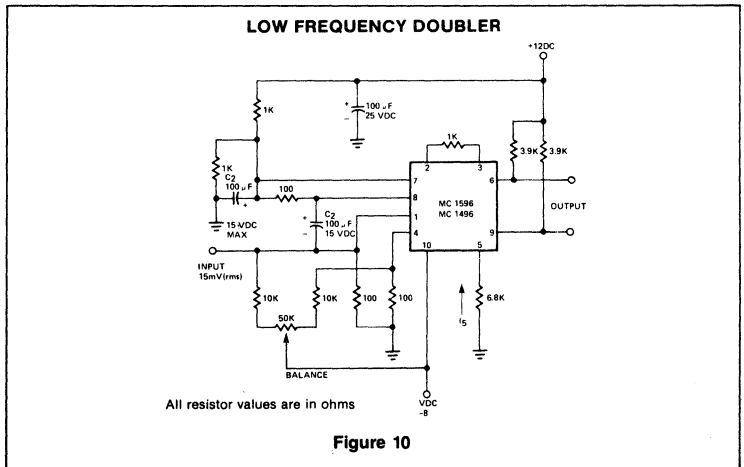 LOW FREQUENCY DOUBLER
+12DC
1K
+
−
100 μF
25 VDC
1K
3.9K
3.9K
1K
C2
100 μF
+
100
2
3
7
8
1
4
10
6
9
5
MC 1596
MC 1496
OUTPUT
15 VDC
MAX
+
−
C2
100 μF
15 VDC
INPUT
15mV(rms)
10K
10K
100
100
6.8K
I5
50K
BALANCE
VDC
-8
All resistor values are in ohms
Figure 10